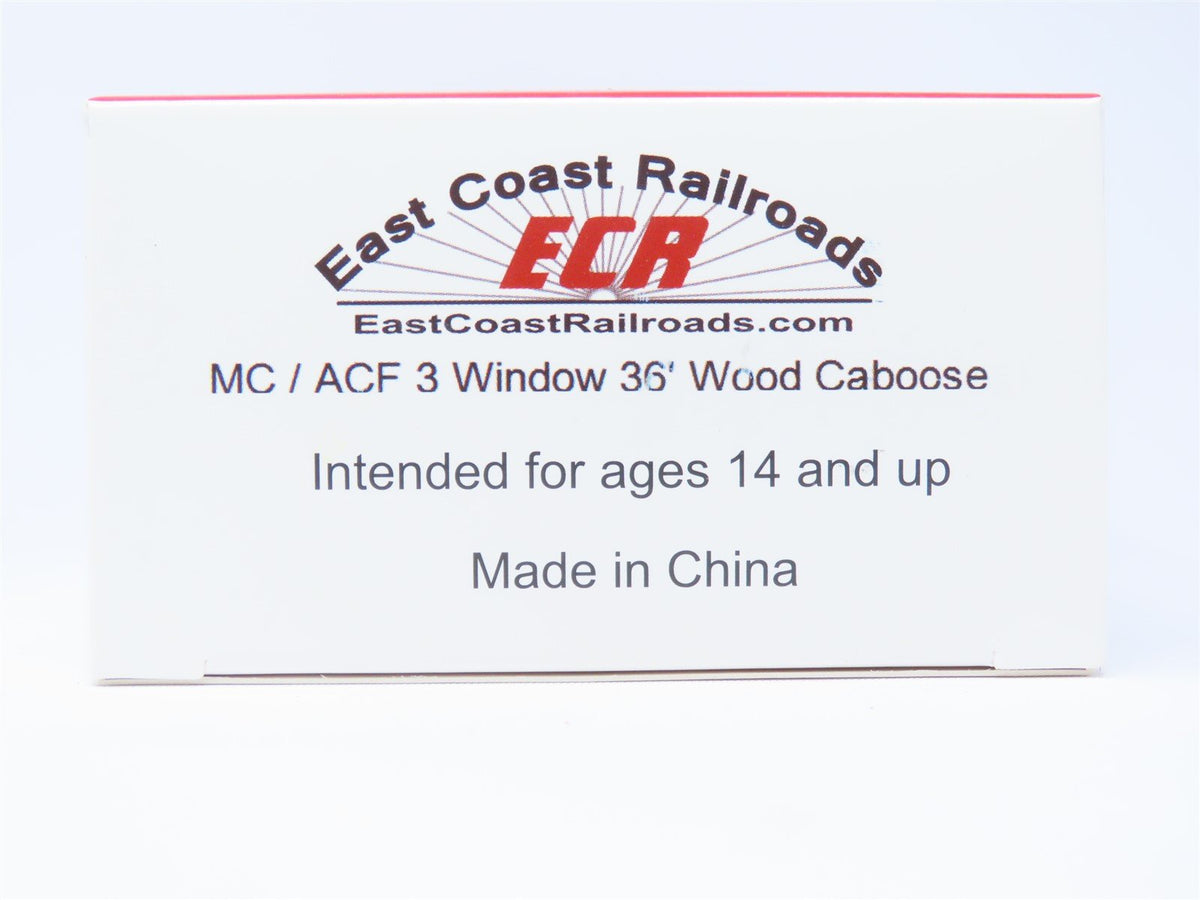 East Coast Railroads
ECR
EastCoastRailroads.com
MC / ACF 3 Window 36' Wood Caboose
Intended for ages 14 and up
Made in China